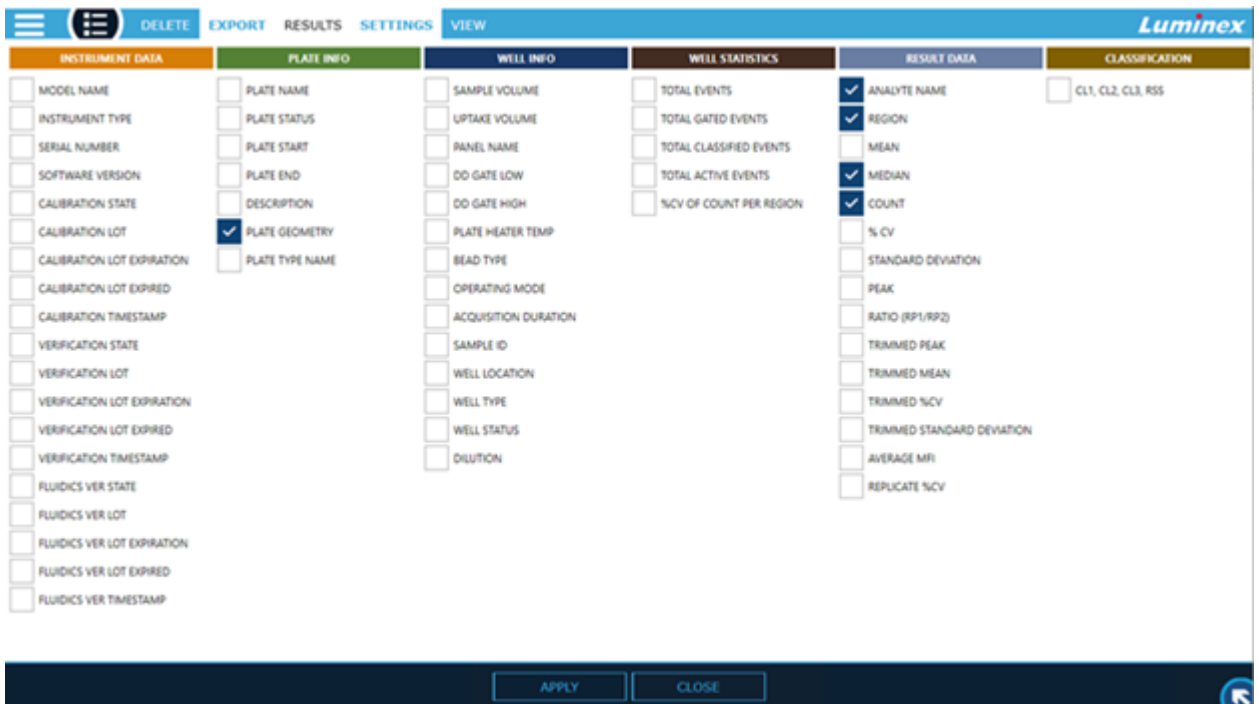 DELETE EXPORT RESULTS SETTINGS VIEW Luminex
INSTRUMENT DATA PLATE INFO WELL INFO WELL STATISTICS RESULT DATA CLASSIFICATION
MODEL NAME PLATE NAME SAMPLE VOLUME TOTAL EVENTS ANALYTE NAME CL1, CL2, CL3, RSS
INSTRUMENT TYPE PLATE STATUS UPTAKE VOLUME TOTAL GATED EVENTS REGION
SERIAL NUMBER PLATE START PANEL NAME TOTAL CLASSIFIED EVENTS MEAN
SOFTWARE VERSION PLATE END DD GATE LOW TOTAL ACTIVE EVENTS MEDIAN
CALIBRATION STATE DESCRIPTION DD GATE HIGH %CV OF COUNT PER REGION COUNT
CALIBRATION LOT PLATE GEOMETRY PLATE HEATER TEMP % CV
CALIBRATION LOT EXPIRATION PLATE TYPE NAME BEAD TYPE STANDARD DEVIATION
CALIBRATION LOT EXPIRED OPERATING MODE PEAK
CALIBRATION TIMESTAMP ACQUISITION DURATION RATIO (RP1/RP2)
VERIFICATION STATE SAMPLE ID TRIMMED PEAK
VERIFICATION LOT WELL LOCATION TRIMMED MEAN
VERIFICATION LOT EXPIRATION WELL TYPE TRIMMED %CV
VERIFICATION LOT EXPIRED WELL STATUS TRIMMED STANDARD DEVIATION
VERIFICATION TIMESTAMP DILUTION AVERAGE MFI
FLUIDICS VER STATE REPLICATE %CV
FLUIDICS VER LOT
FLUIDICS VER LOT EXPIRATION
FLUIDICS VER LOT EXPIRED
FLUIDICS VER TIMESTAMP
APPLY CLOSE